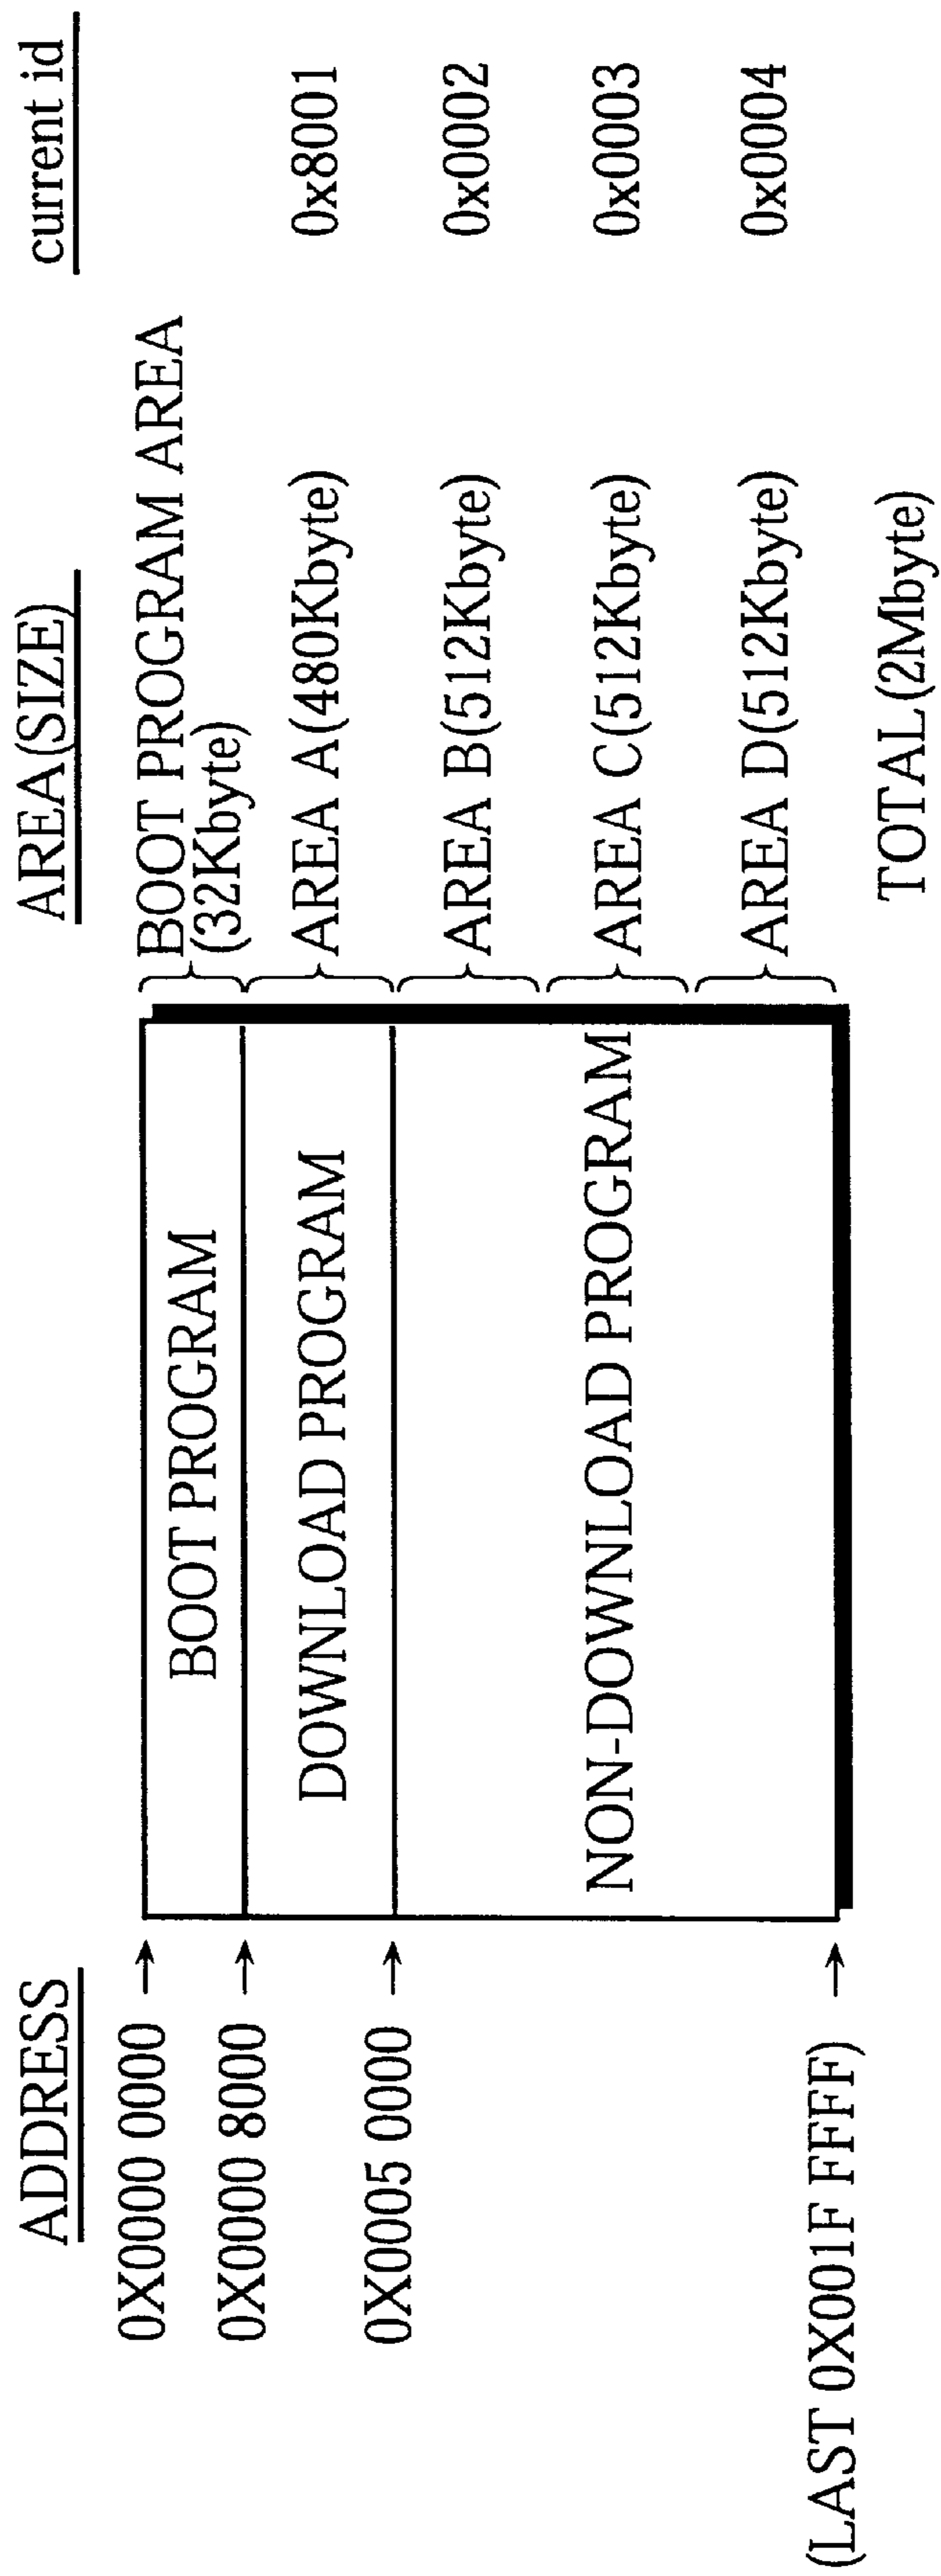 ADDRESS
AREA(SIZE)
current id
0X0000 0000
BOOT PROGRAM
BOOT PROGRAM AREA
(32Kbyte)
0X0000 8000
DOWNLOAD PROGRAM
AREA A(480Kbyte)
0x8001
0X0005 0000
NON-DOWNLOAD PROGRAM
AREA B(512Kbyte)
0x0002
AREA C(512Kbyte)
0x0003
AREA D(512Kbyte)
0x0004
(LAST 0X001F FFFF)
TOTAL(2Mbyte)